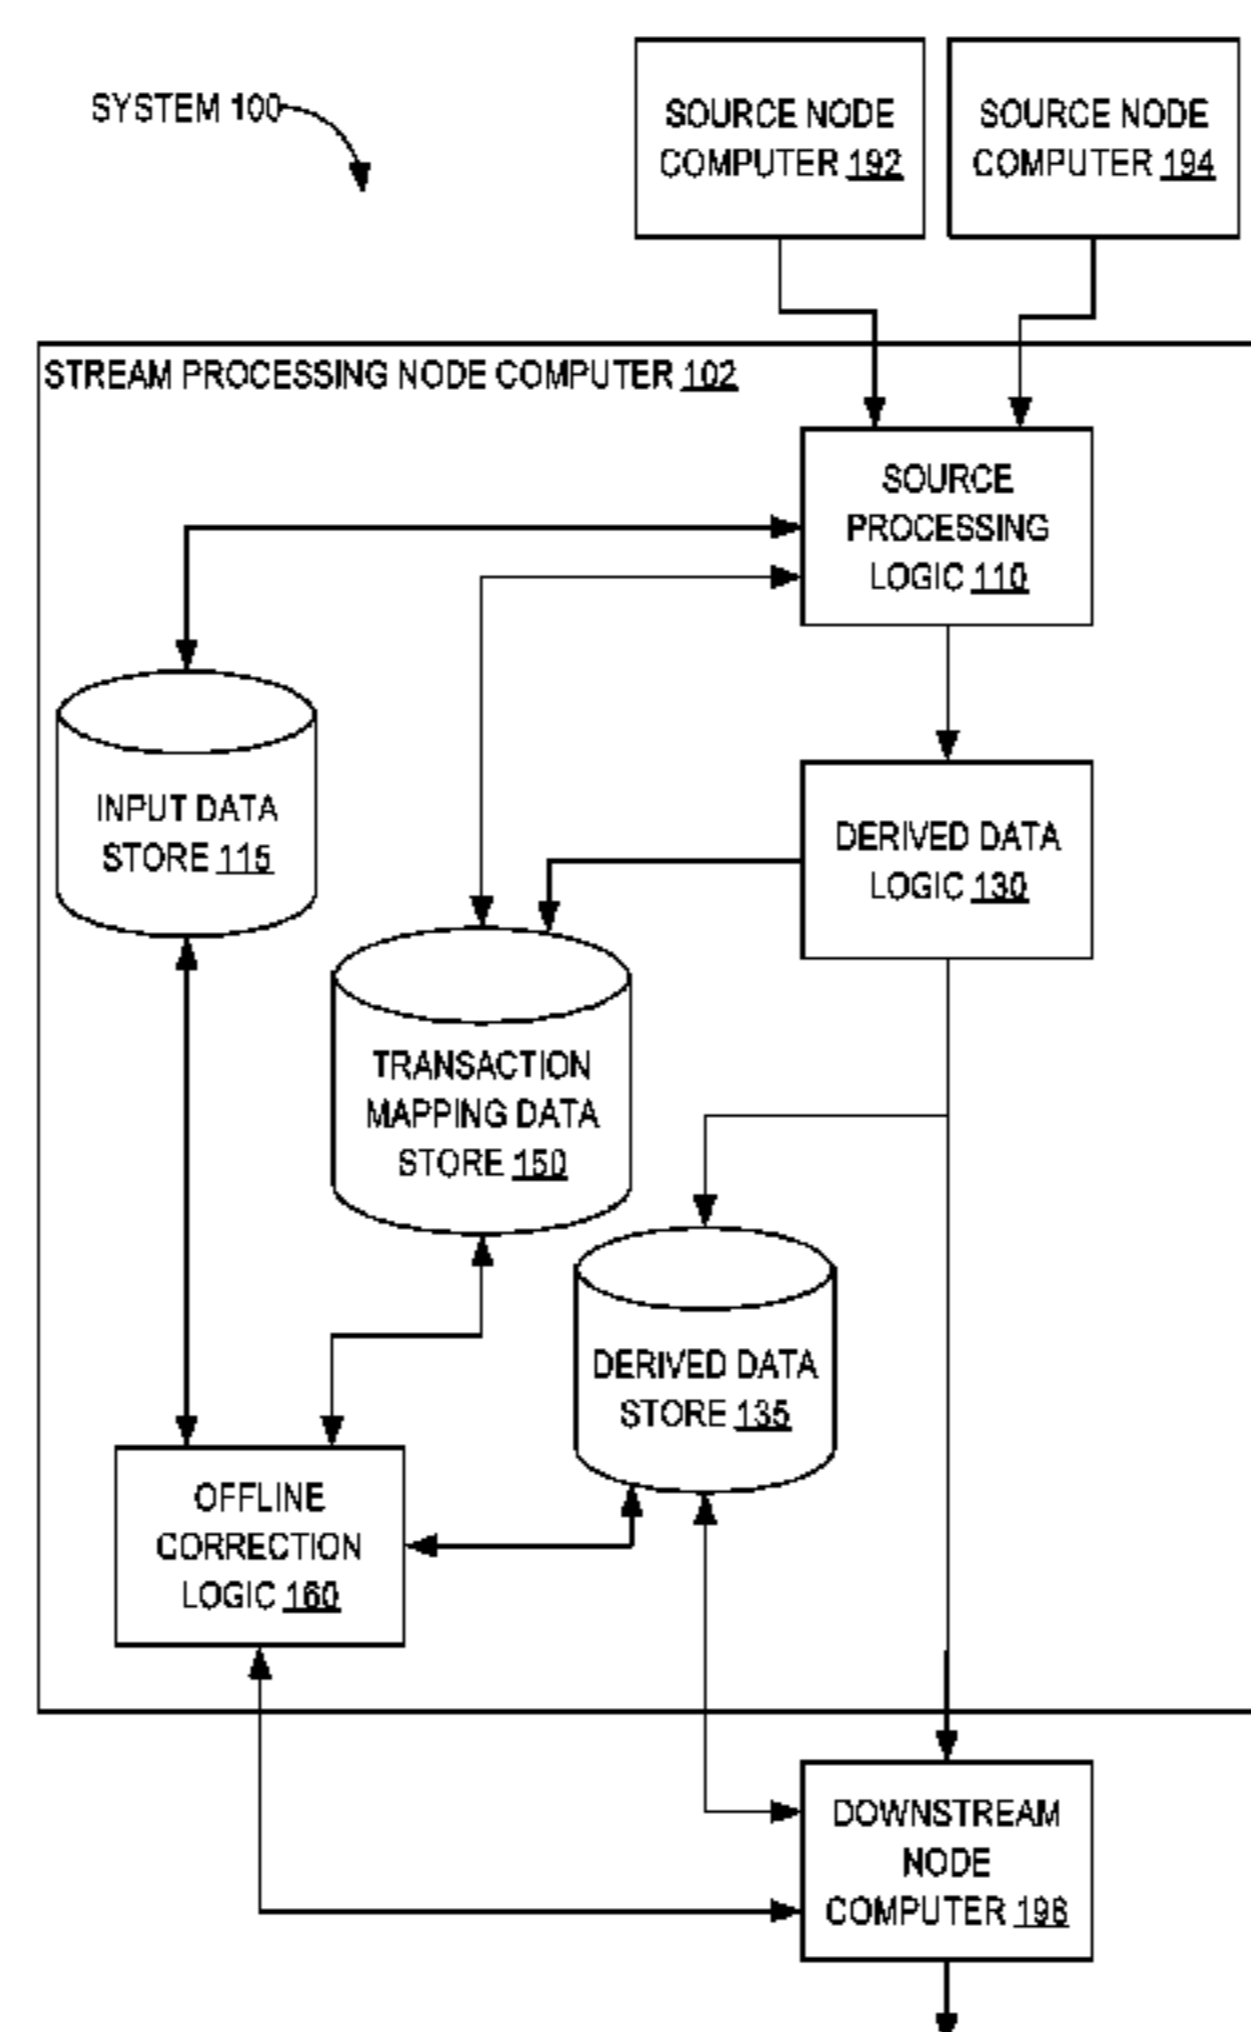 SYSTEM 100
SOURCE NODE
COMPUTER 192
SOURCE NODE
COMPUTER 194
STREAM PROCESSING NODE COMPUTER 102
SOURCE
PROCESSING
LOGIC 110
INPUT DATA
STORE 115
DERIVED DATA
LOGIC 130
TRANSACTION
MAPPING DATA
STORE 150
DERIVED DATA
STORE 135
OFFLINE
CORRECTION
LOGIC 160
DOWNSTREAM
NODE
COMPUTER 196